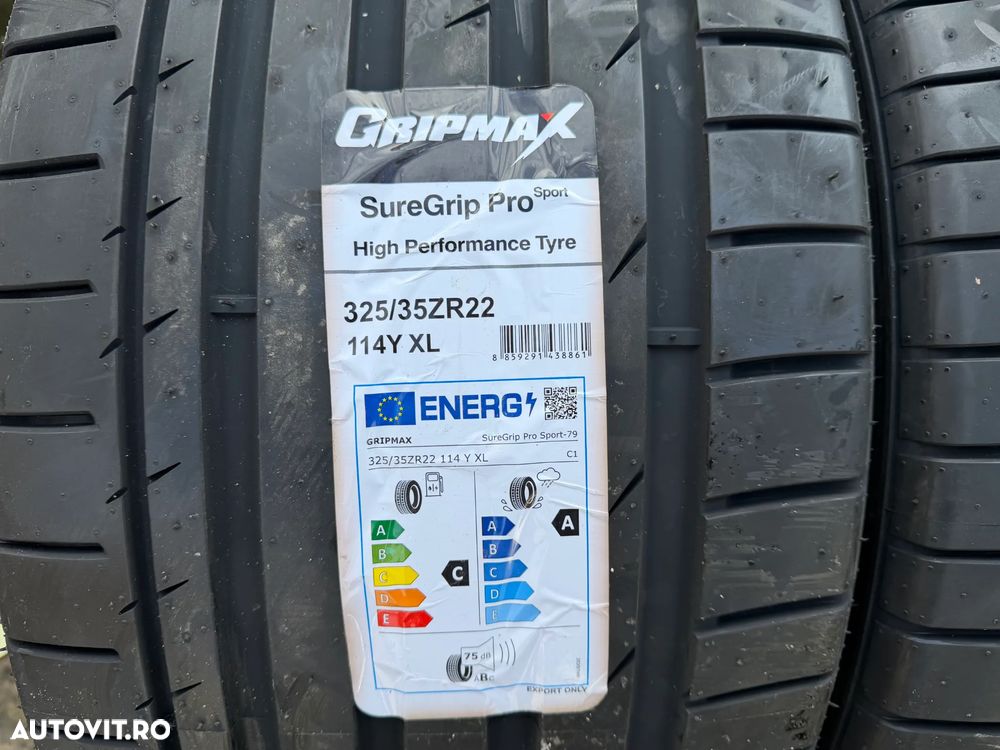 GRIPMAX
SureGrip Pro Sport
High Performance Tyre
325/35ZR22
114Y XL
8 859291 438861
ENERG
GRIPMAX SureGrip Pro Sport-79
325/35ZR22 114 Y XL C1
A A A
B B
C C C
D D
E E
75 dB
ABC
EXPORT ONLY
AUTOVIT.RO